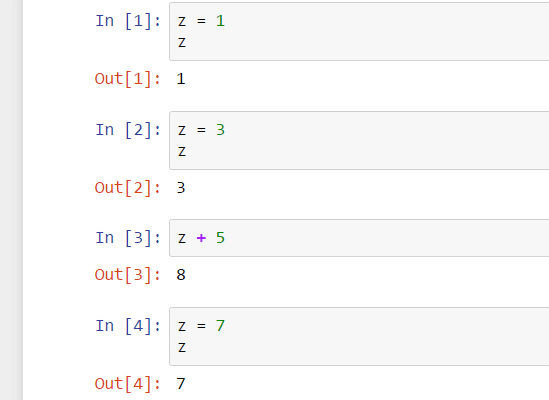 In [1]: z = 1
z
Out[1]: 1
In [2]: z = 3
z
Out[2]: 3
In [3]: z + 5
Out[3]: 8
In [4]: z = 7
z
Out[4]: 7